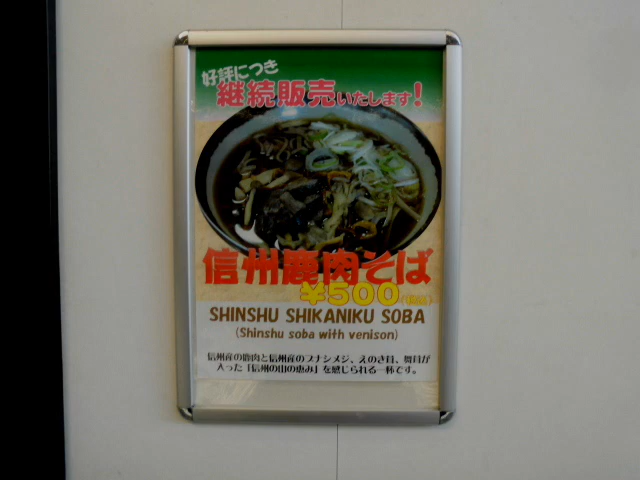 好評につき
継続販売いたします!
信州鹿肉そば
¥500
SHINSHU SHIKANIKU SOBA
(Shinshu soba with venison)
信州産の鹿肉と信州産のブナシメジ、えのき茸、舞茸が
入った「信州の山の恵み」を感じられる一杯です。